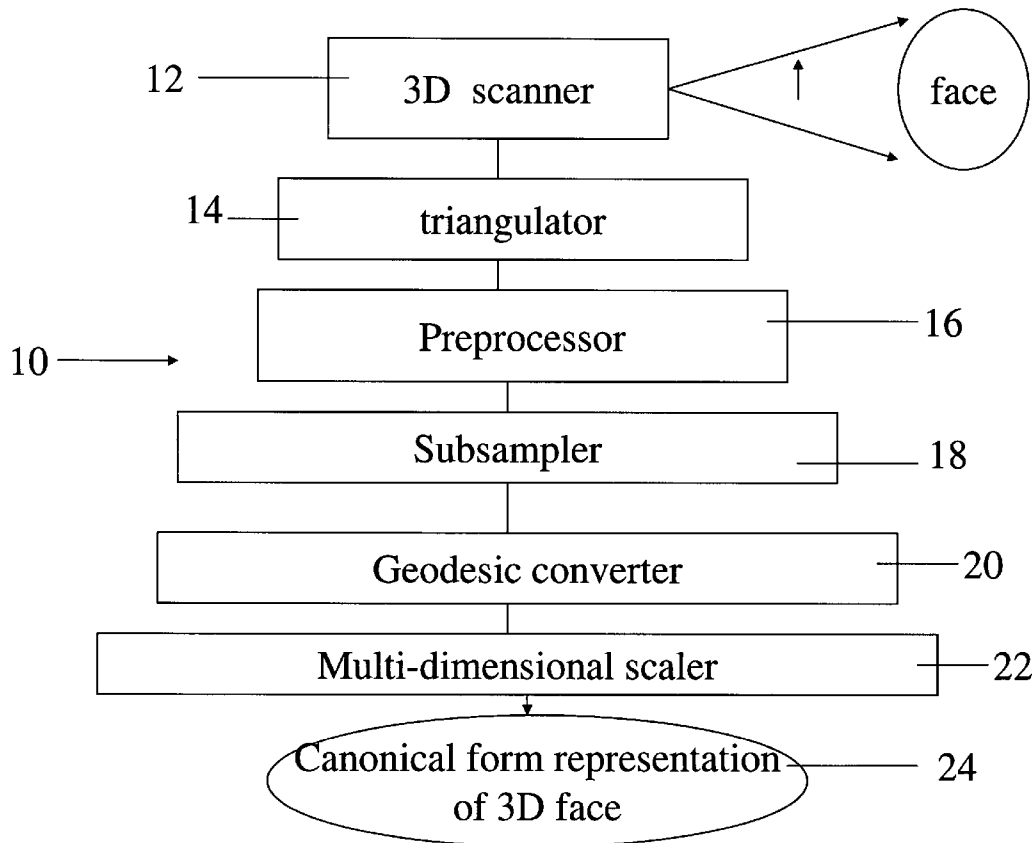 12
3D scanner
face
14
triangulator
Preprocessor
16
10
Subsampler
18
Geodesic converter
20
Multi-dimensional scaler
22
Canonical form representation
of 3D face
24